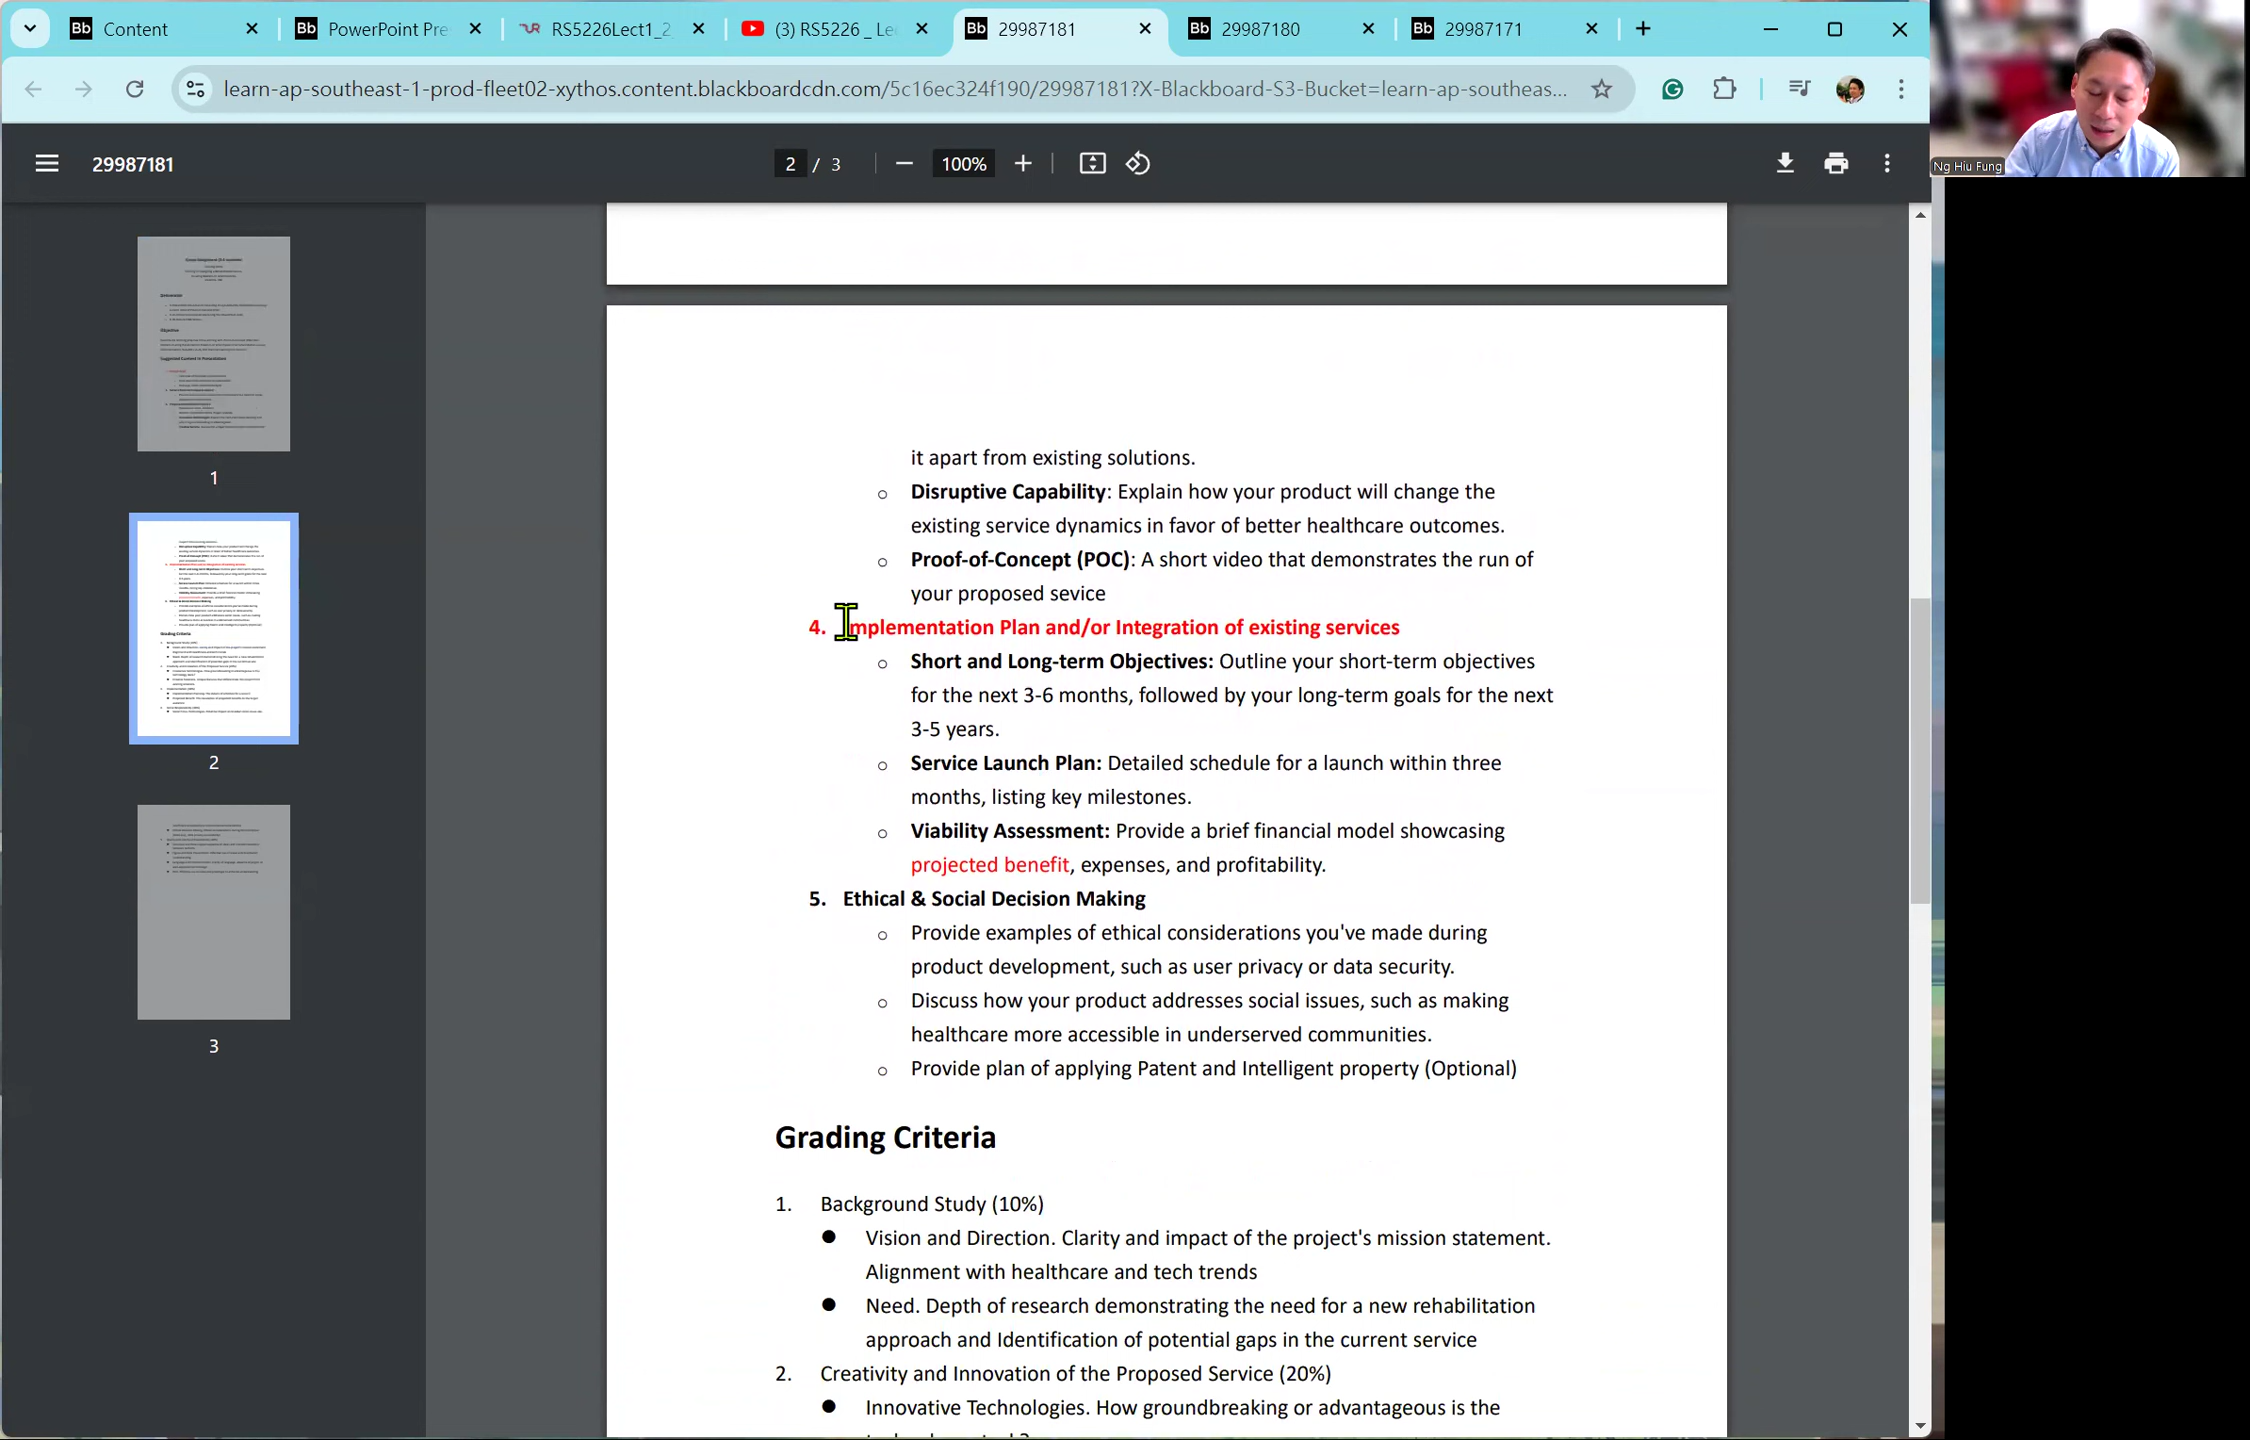 Content
PowerPoint Pre
RS5226Lect1_2
(3) RS5226 _ Le
29987181
29987180
29987171
learn-ap-southeast-1-prod-fleet02-xythos.content.blackboardcdn.com/5c16ec324f190/29987181?X-Blackboard-S3-Bucket=learn-ap-southeas...
Ng Hiu Fung
29987181
2 / 3
100%
1
2
3
it apart from existing solutions.
o Disruptive Capability: Explain how your product will change the
existing service dynamics in favor of better healthcare outcomes.
o Proof-of-Concept (POC): A short video that demonstrates the run of
your proposed sevice
4. Implementation Plan and/or Integration of existing services
o Short and Long-term Objectives: Outline your short-term objectives
for the next 3-6 months, followed by your long-term goals for the next
3-5 years.
o Service Launch Plan: Detailed schedule for a launch within three
months, listing key milestones.
o Viability Assessment: Provide a brief financial model showcasing
projected benefit, expenses, and profitability.
5. Ethical & Social Decision Making
o Provide examples of ethical considerations you've made during
product development, such as user privacy or data security.
o Discuss how your product addresses social issues, such as making
healthcare more accessible in underserved communities.
o Provide plan of applying Patent and Intelligent property (Optional)
Grading Criteria
1. Background Study (10%)
● Vision and Direction. Clarity and impact of the project's mission statement.
Alignment with healthcare and tech trends
● Need. Depth of research demonstrating the need for a new rehabilitation
approach and Identification of potential gaps in the current service
2. Creativity and Innovation of the Proposed Service (20%)
● Innovative Technologies. How groundbreaking or advantageous is the